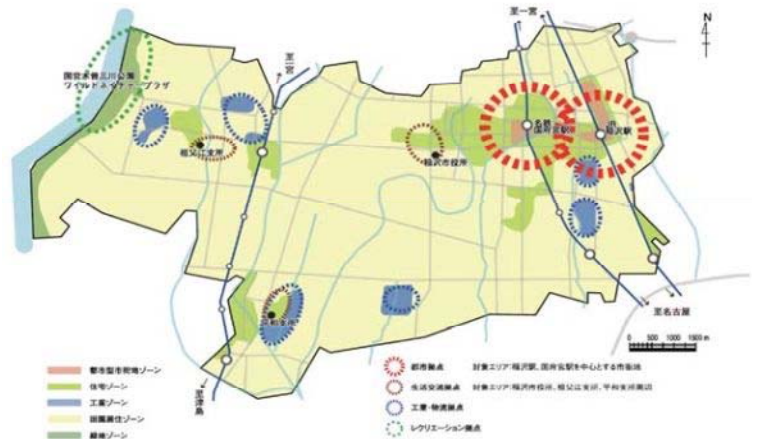 至一宮
N
国営木曽三川公園
ワイルドネイチャープラザ
至一宮
名鉄
国府宮駅
JR
稲沢駅
祖父江支所
稲沢市役所
平和支所
至名古屋
0 500 1000 1500 m
至津島
都市型市街地ゾーン
住宅ゾーン
工業ゾーン
田園居住ゾーン
緑地ゾーン
都市拠点 対象エリア:稲沢駅、国府宮駅を中心とする市街地
生活交流拠点 対象エリア:稲沢市役所、祖父江支所、平和支所周辺
工業・物流拠点
レクリエーション拠点